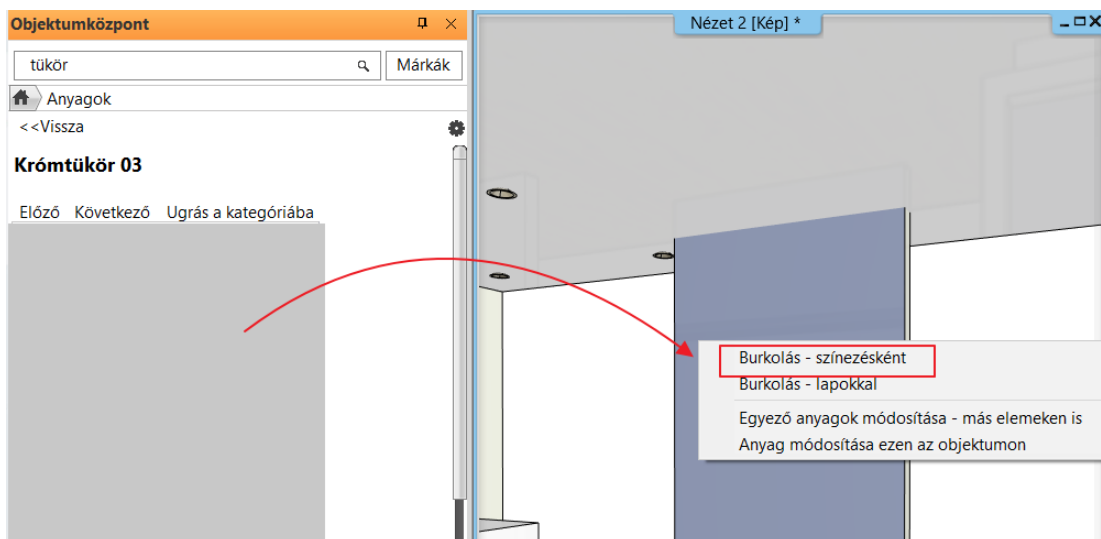 Objektumközpont
tükör
Márkák
Anyagok
<<Vissza
Krómtükör 03
Előző Következő Ugrás a kategóriába
Nézet 2 [Kép] *
Burkolás - színezésként
Burkolás - lapokkal
Egyező anyagok módosítása - más elemeken is
Anyag módosítása ezen az objektumon